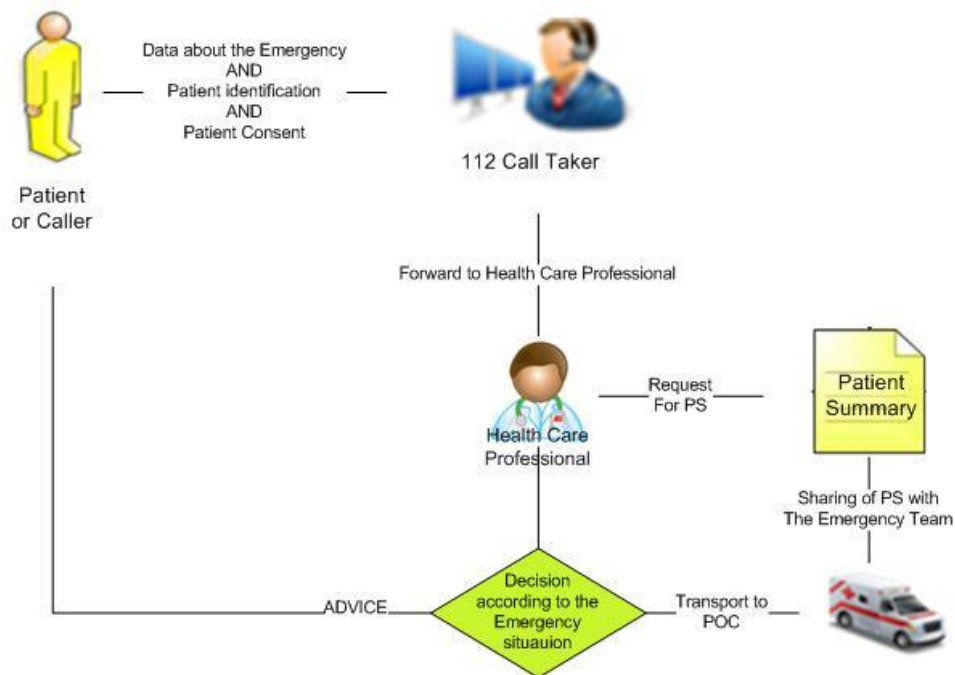 Data about the Emergency
AND
Patient identification
AND
Patient Consent
112 Call Taker
Patient
or Caller
Forward to Health Care Professional
Request
For PS
Patient
Summary
Health Care
Professional
Sharing of PS with
The Emergency Team
ADVICE
Decision
according to the
Emergency
situauion
Transport to
POC